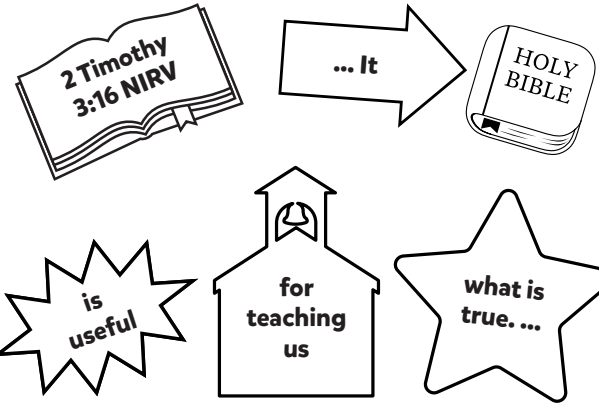 2 Timothy
3:16 NIRV
... It
HOLY
BIBLE
is
useful
for
teaching
us
what is
true. ...